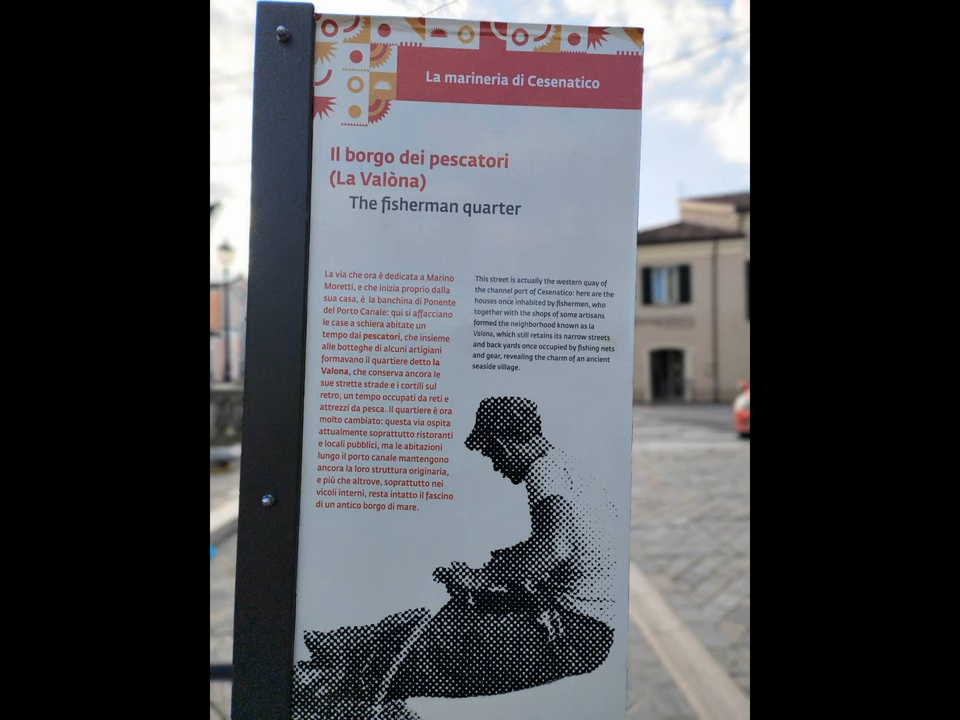 La marineria di Cesenatico
Il borgo dei pescatori
(La Valòna)
The fisherman quarter
La via che ora è dedicata a Marino
Moretti, e che inizia proprio dalla
sua casa, è la banchina di Ponente
del Porto Canale: qui si affacciano
le case a schiera abitate un
tempo dai pescatori, che insieme
alle botteghe di alcuni artigiani
formavano il quartiere detto la
Valona, che conserva ancora le
sue strette strade e i cortili sul
retro, un tempo occupati da reti e
attrezzi da pesca. Il quartiere è ora
molto cambiato: questa via ospita
attualmente soprattutto ristoranti
e locali pubblici, ma le abitazioni
lungo il porto canale mantengono
ancora la loro struttura originaria,
e più che altrove, soprattutto nei
vicoli interni, resta intatto il fascino
di un antico borgo di mare.
This street is actually the western quay of
the channel port of Cesenatico: here are the
houses once inhabited by fishermen, who
together with the shops of some artisans
formed the neighborhood known as la
Valona, which still retains its narrow streets
and back yards once occupied by fishing nets
and gear, revealing the charm of an ancient
seaside village.